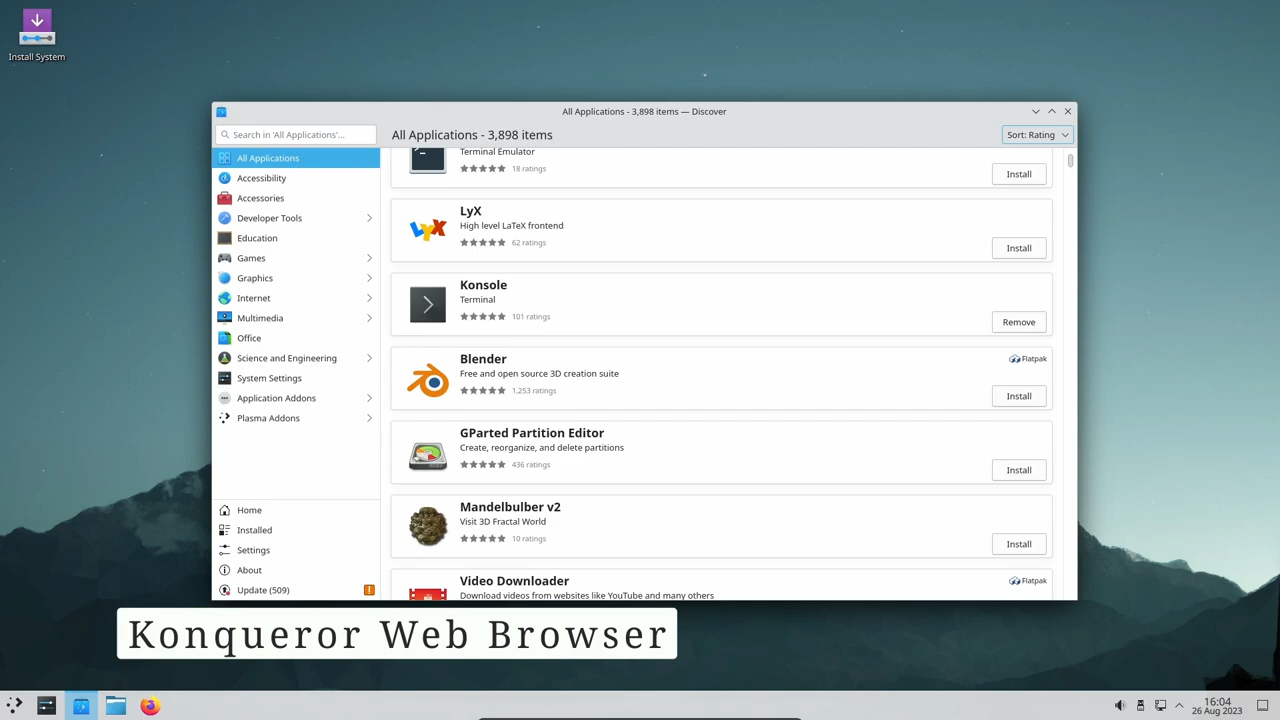 Install System
All Applications - 3,898 items — Discover
Search in 'All Applications'...
All Applications - 3,898 items
Sort: Rating
All Applications
Accessibility
Accessories
Developer Tools
Education
Games
Graphics
Internet
Multimedia
Office
Science and Engineering
System Settings
Application Addons
Plasma Addons
Home
Installed
Settings
About
Update (509)
Terminal Emulator
18 ratings
Install
LyX
LyX
High level LaTeX frontend
62 ratings
Install
Konsole
Terminal
101 ratings
Remove
Blender
Flatpak
Free and open source 3D creation suite
1,253 ratings
Install
GParted Partition Editor
Create, reorganize, and delete partitions
436 ratings
Install
Mandelbulber v2
Visit 3D Fractal World
10 ratings
Install
Video Downloader
Flatpak
Download videos from websites like YouTube and many others
Konqueror Web Browser
16:04
26 Aug 2023